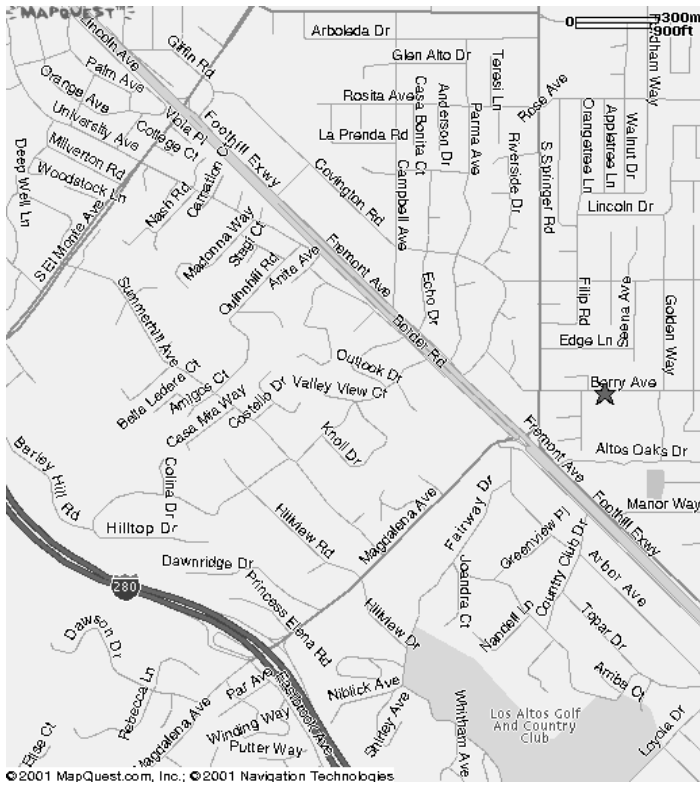 MAPQUEST
0 300m
900ft
Lincoln Ave
Giffin Rd
Arboleda Dr
Glen Alto Dr
Palm Ave
Orange Ave
University Ave
Milverton Rd
Woodstock Ln
Deep Well Ln
S El Monte Ave
Viola Pl
College Ct
Foothill Expwy
Rosita Ave
La Prenda Rd
Casa Bonita Ct
Anderson Dr
Teresi Ln
Parma Ave
Riverside Dr
Rose Ave
S Springer Rd
Orangetree Ln
Appletree Ln
Walnut Dr
Lincoln Dr
Nash Rd
Carnation Ct
Covington Rd
Campbell Ave
Madonna Way
Stegi Ct
Quinnhill Rd
Anita Ave
Fremont Ave
Echo Dr
Border Rd
Filip Rd
Golden Way
Edge Ln
Berry Ave
Summerhill Ave
Bella Ladera Ct
Amigos Ct
Casa Mia Way
Costello Dr
Outlook Dr
Valley View Ct
Knoll Dr
Fremont Ave
Altos Oaks Dr
Manor Way
Foothill Expwy
Barley Hill Rd
Colina Dr
Hilltop Dr
Hillview Rd
Magdalena Ave
Fairway Dr
Greenview Pl
Country Club Dr
Arbor Ave
Dawnridge Dr
280
Princess Elena Rd
Hillview Dr
Joandra Ct
Nandell Ln
Topar Dr
Arriba Ct
Dawson Dr
Rebecca Ln
Par Ave
Eastbrook Ave
Niblick Ave
Shirley Ave
Whitham Ave
Los Altos Golf
And Country
Club
Loyola Dr
Elise Ct
Magdalena Ave
Winding Way
Putter Way
©2001 MapQuest.com, Inc.; ©2001 Navigation Technologies